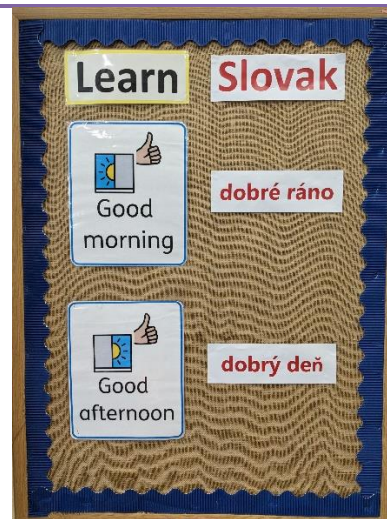 Learn Slovak
Good
morning
dobré ráno
Good
afternoon
dobrý deň